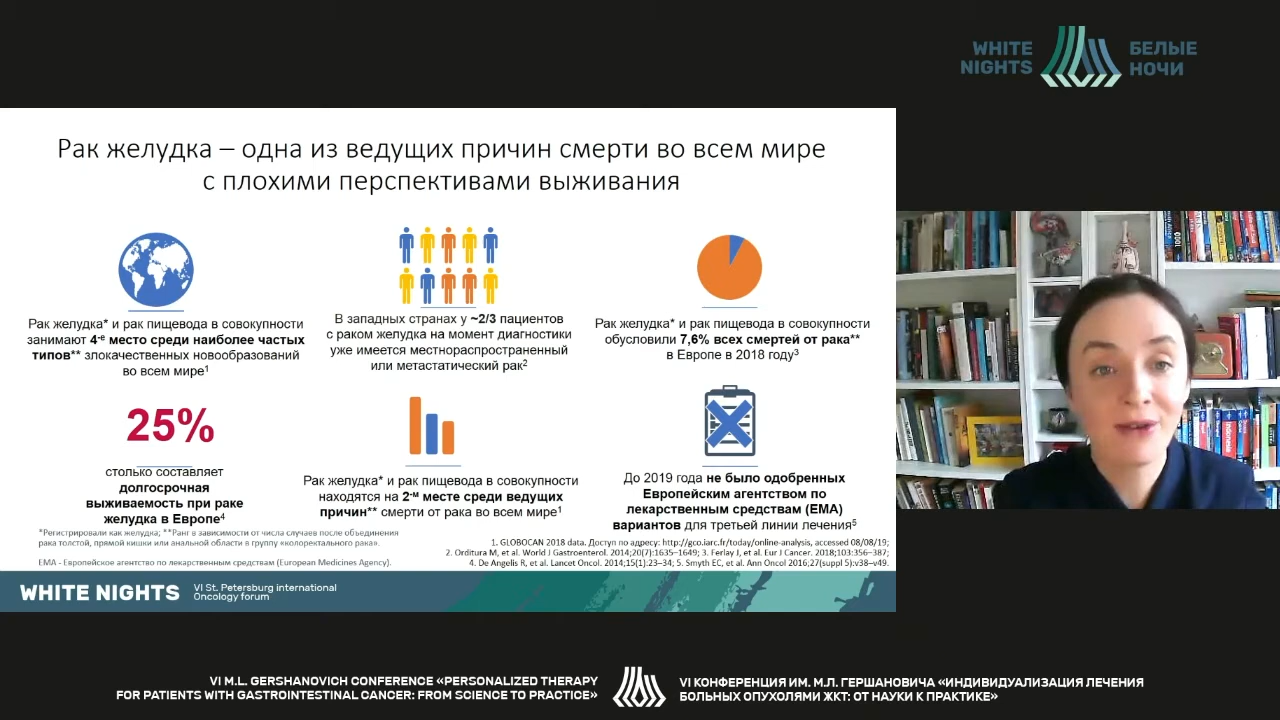 WHITE
NIGHTS
БЕЛЫЕ
НОЧИ
Рак желудка – одна из ведущих причин смерти во всем мире
с плохими перспективами выживания
Рак желудка* и рак пищевода в совокупности
занимают 4-е место среди наиболее частых
типов** злокачественных новообразований
во всем мире1
В западных странах у ~2/3 пациентов
с раком желудка на момент диагностики
уже имеется местнораспространенный
или метастатический рак2
Рак желудка* и рак пищевода в совокупности
обусловили 7,6% всех смертей от рака**
в Европе в 2018 году3
25%
столько составляет
долгосрочная
выживаемость при раке
желудка в Европе4
Рак желудка* и рак пищевода в совокупности
находятся на 2-м месте среди ведущих
причин** смерти от рака во всем мире1
До 2019 года не было одобренных
Европейским агентством по
лекарственным средствам (EMA)
вариантов для третьей линии лечения5
*Регистрировали как желудка; **Ранг в зависимости от числа случаев после объединения
рака толстой, прямой кишки или анальной области в группу «колоректального рака».
EMA - Европейское агентство по лекарственным средствам (European Medicines Agency).
1. GLOBOCAN 2018 data. Доступ по адресу: http://gco.iarc.fr/today/online-analysis, accessed 08/08/19;
2. Orditura M, et al. World J Gastroenterol. 2014;20(7):1635–1649; 3. Ferlay J, et al. Eur J Cancer. 2018;103:356–387;
4. De Angelis R, et al. Lancet Oncol. 2014;15(1):23–34; 5. Smyth EC, et al. Ann Oncol 2016;27(suppl 5):v38–v49.
WHITE NIGHTS
VI St. Petersburg international
Oncology forum
VI M.L. GERSHANOVICH CONFERENCE «PERSONALIZED THERAPY
FOR PATIENTS WITH GASTROINTESTINAL CANCER: FROM SCIENCE TO PRACTICE»
VI КОНФЕРЕНЦИЯ ИМ. М.Л. ГЕРШАНОВИЧА «ИНДИВИДУАЛИЗАЦИЯ ЛЕЧЕНИЯ
БОЛЬНЫХ ОПУХОЛЯМИ ЖКТ: ОТ НАУКИ К ПРАКТИКЕ»